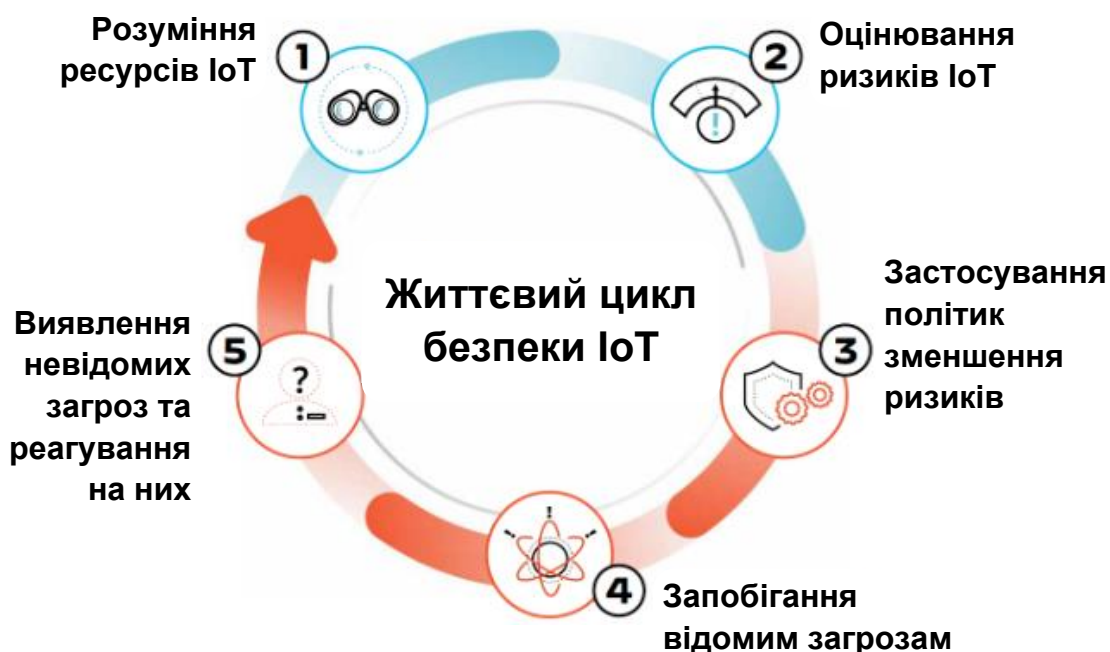 1
Розуміння
ресурсів IoT
2
Оцінювання
ризиків IoT
3
Застосування
політик
зменшення
ризиків
4
Запобігання
відомим загрозам
5
Виявлення
невідомих
загроз та
реагування
на них
Життєвий цикл
безпеки IoT